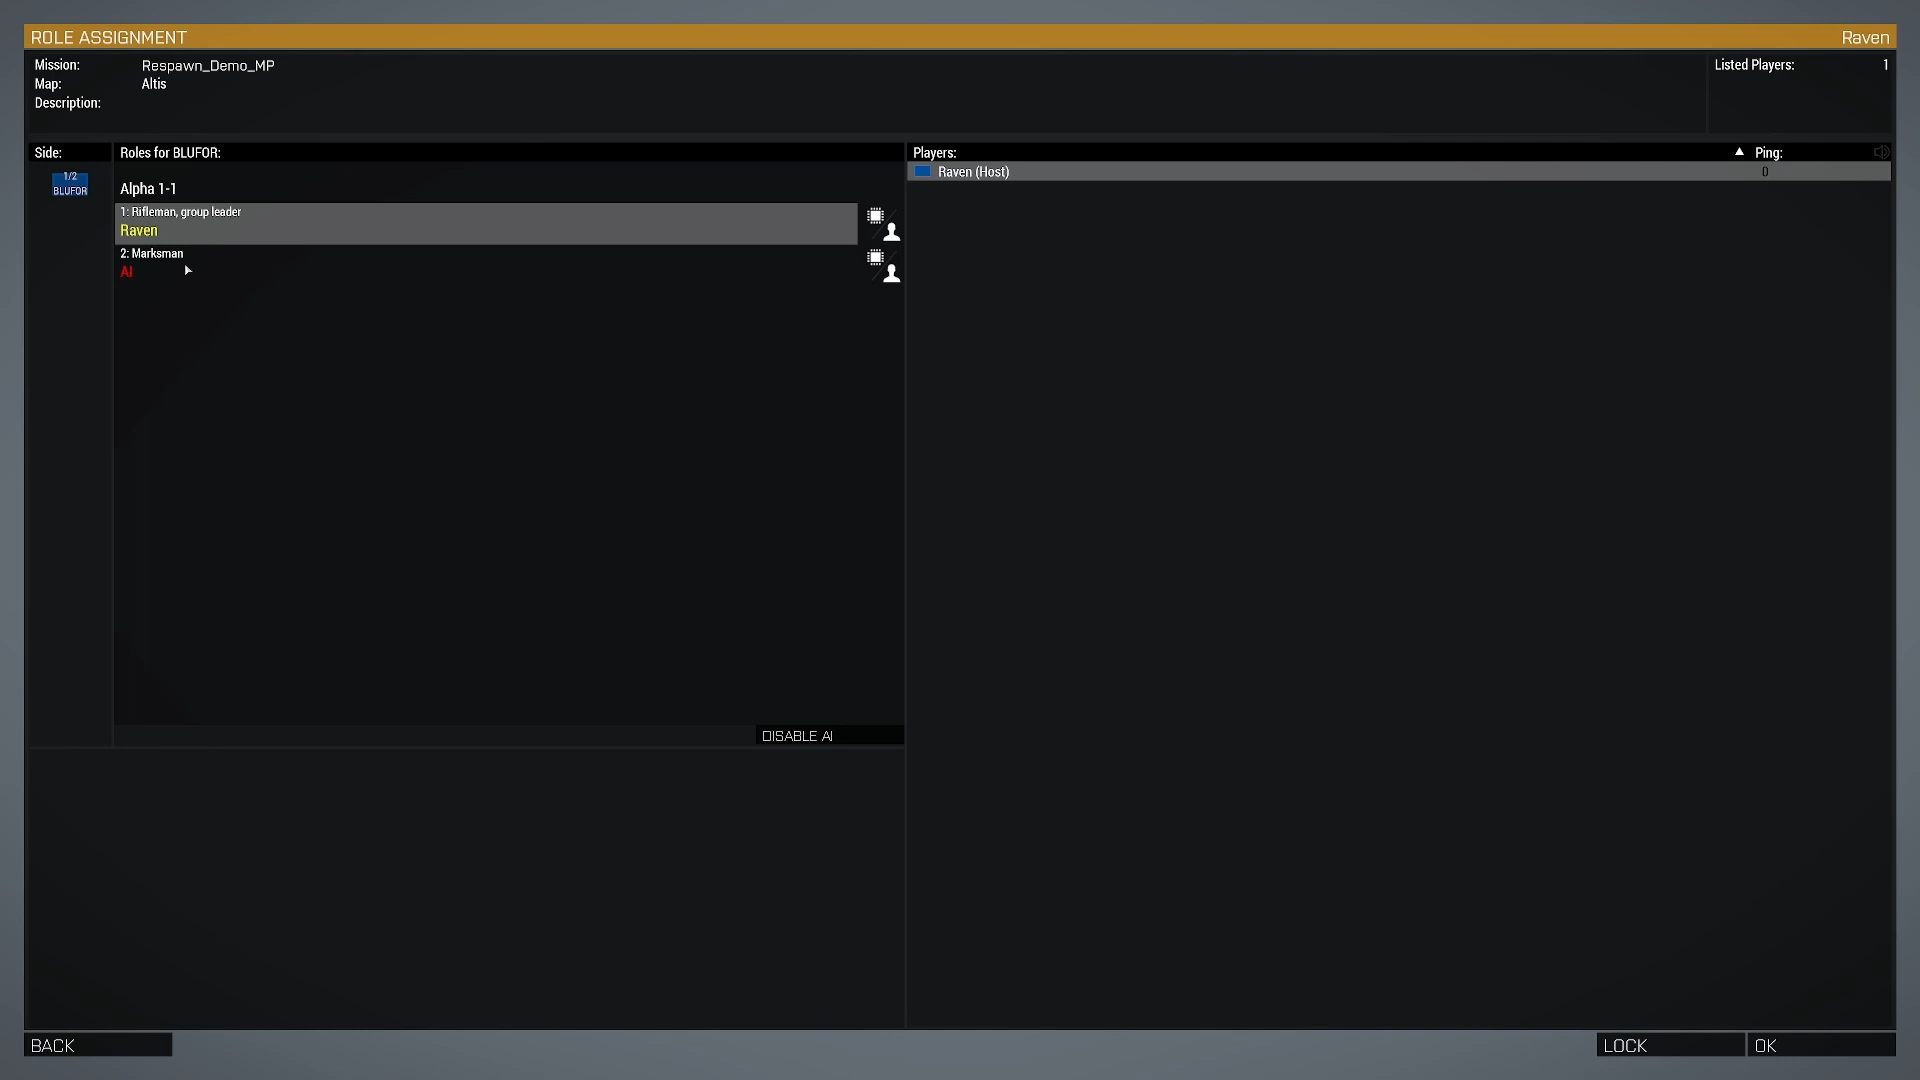 ROLE ASSIGNMENT Raven
Mission: Respawn_Demo_MP Listed Players: 1
Map: Altis
Description:
Side: Roles for BLUFOR: Players: ▲ Ping:
1/2
BLUFOR
Alpha 1-1
1: Rifleman, group leader
Raven
2: Marksman
AI
Raven (Host) 0
DISABLE AI
BACK LOCK OK